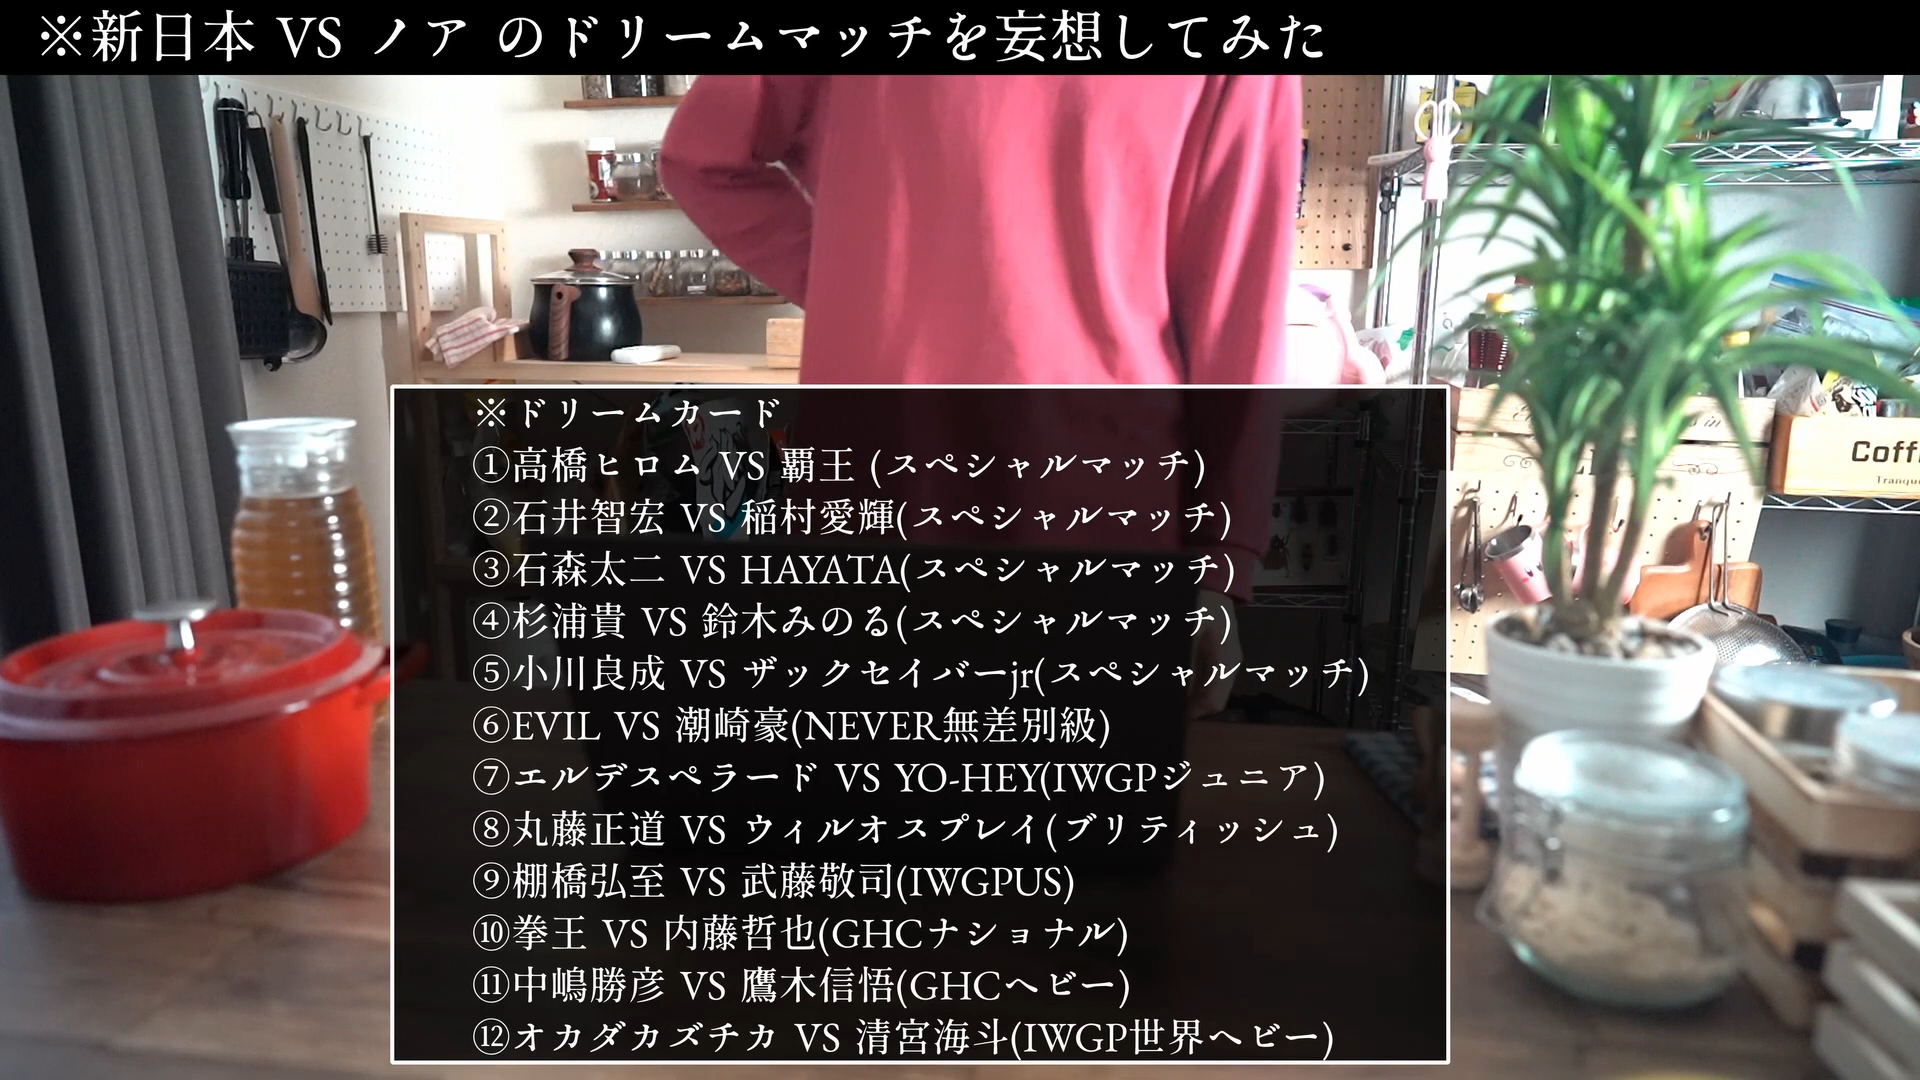 ※新日本 VS ノア のドリームマッチを妄想してみた
※ドリームカード
①高橋ヒロム VS 覇王 (スペシャルマッチ)
②石井智宏 VS 稲村愛輝(スペシャルマッチ)
③石森太二 VS HAYATA(スペシャルマッチ)
④杉浦貴 VS 鈴木みのる(スペシャルマッチ)
⑤小川良成 VS ザックセイバーjr(スペシャルマッチ)
⑥EVIL VS 潮崎豪(NEVER無差別級)
⑦エルデスペラード VS YO-HEY(IWGPジュニア)
⑧丸藤正道 VS ウィルオスプレイ(ブリティッシュ)
⑨棚橋弘至 VS 武藤敬司(IWGPUS)
⑩拳王 VS 内藤哲也(GHCナショナル)
⑪中嶋勝彦 VS 鷹木信悟(GHCヘビー)
⑫オカダカズチカ VS 清宮海斗(IWGP世界ヘビー)
Coff
Tranqu